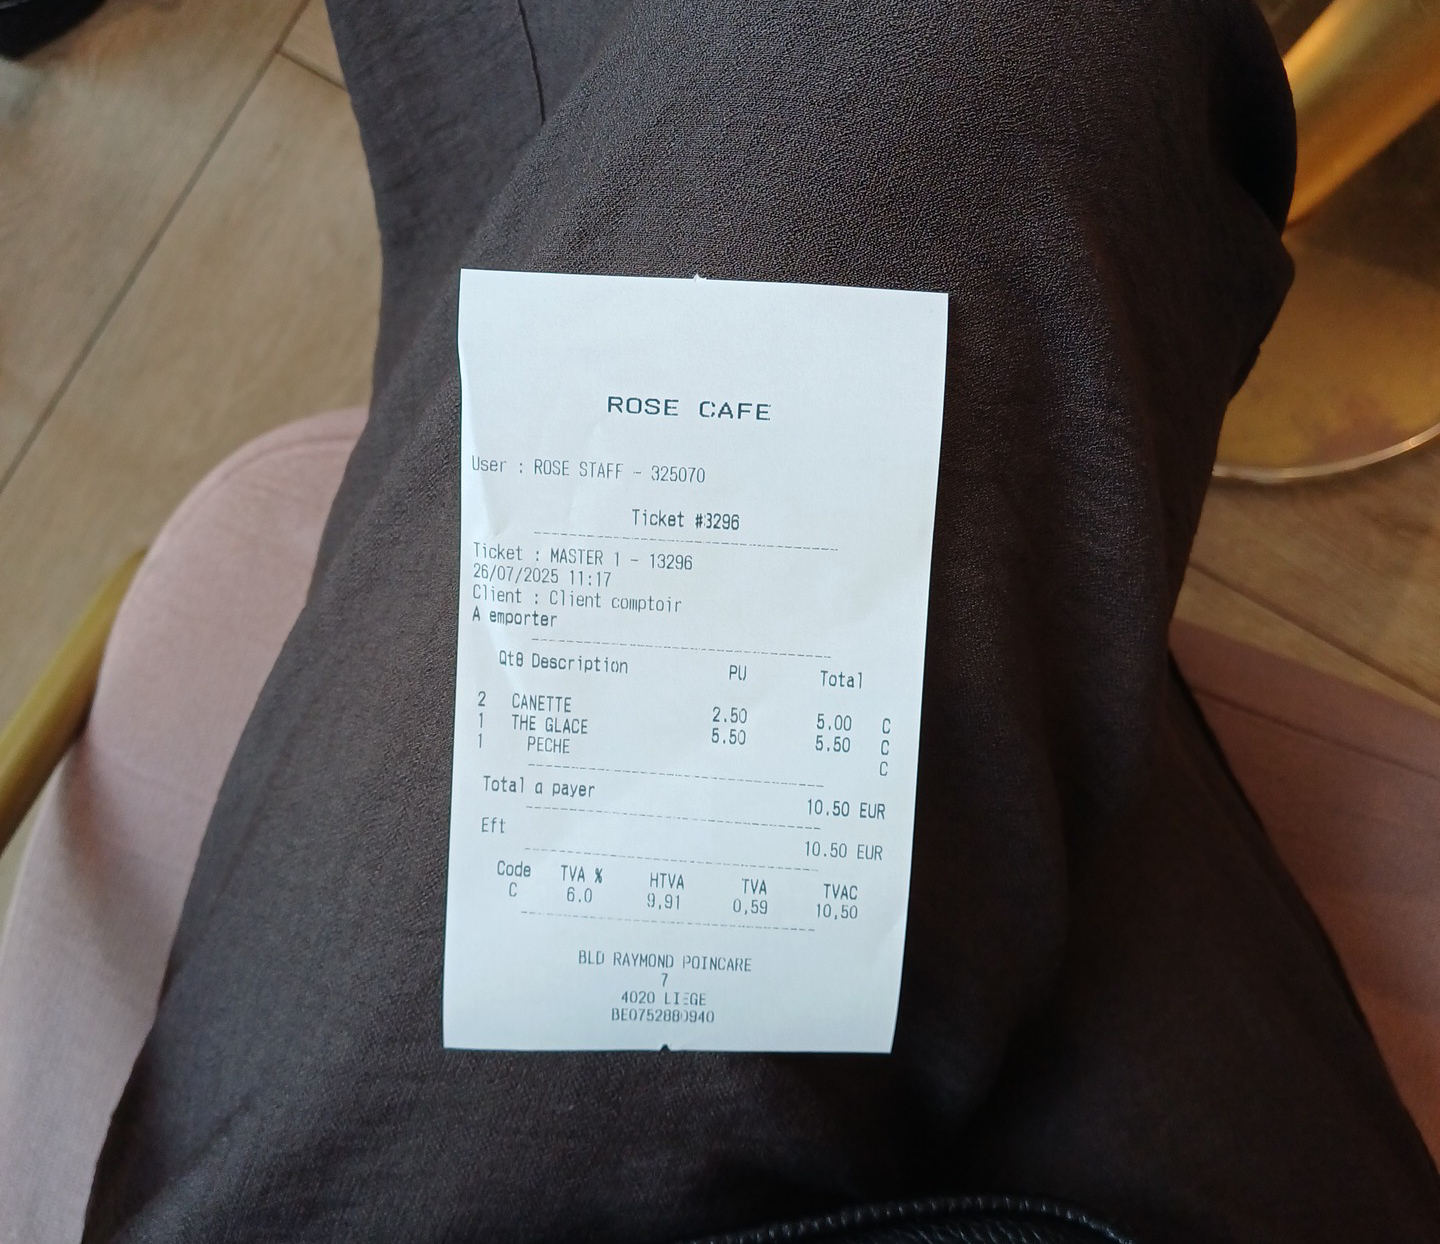 ROSE CAFE
User : ROSE STAFF - 325070
Ticket #3296
Ticket : MASTER 1 - 13296
26/07/2025 11:17
Client : Client comptoir
A emporter
Qt8 Description PU Total
2 CANETTE 2.50 5.00 C
1 THE GLACE 5.50 5.50 C
1 PECHE C
Total a payer 10.50 EUR
Eft 10.50 EUR
Code TVA % HTVA TVA TVAC
C 6.0 9,91 0,59 10,50
BLD RAYMOND POINCARE
7
4020 LIEGE
BE0752880940